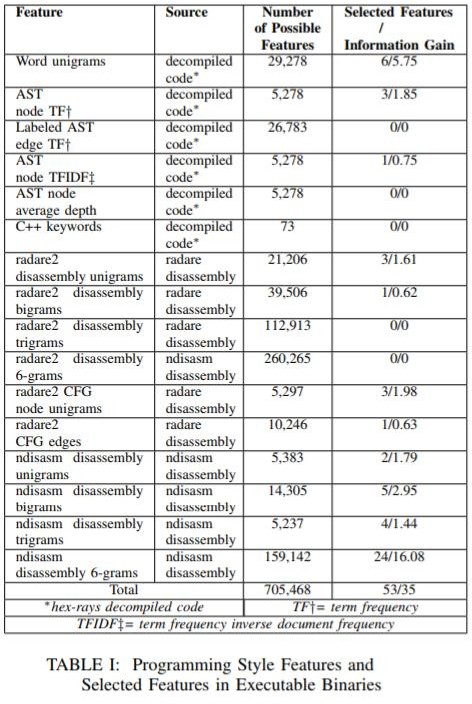 Feature Source Number of Possible Features Selected Features / Information Gain
Word unigrams decompiled code* 29,278 6/5.75
AST node TF† decompiled code* 5,278 3/1.85
Labeled AST edge TF† decompiled code* 26,783 0/0
AST node TFIDF‡ decompiled code* 5,278 1/0.75
AST node average depth decompiled code* 5,278 0/0
C++ keywords decompiled code* 73 0/0
radare2 disassembly unigrams radare disassembly 21,206 3/1.61
radare2 disassembly bigrams radare disassembly 39,506 1/0.62
radare2 disassembly trigrams radare disassembly 112,913 0/0
radare2 disassembly 6-grams ndisasm disassembly 260,265 0/0
radare2 CFG node unigrams radare disassembly 5,297 3/1.98
radare2 CFG edges radare disassembly 10,246 1/0.63
ndisasm disassembly unigrams ndisasm disassembly 5,383 2/1.79
ndisasm disassembly bigrams ndisasm disassembly 14,305 5/2.95
ndisasm disassembly trigrams ndisasm disassembly 5,237 4/1.44
ndisasm disassembly 6-grams ndisasm disassembly 159,142 24/16.08
Total 705,468 53/35
*hex-rays decompiled code TF†= term frequency
TFIDF‡= term frequency inverse document frequency
TABLE I: Programming Style Features and
Selected Features in Executable Binaries